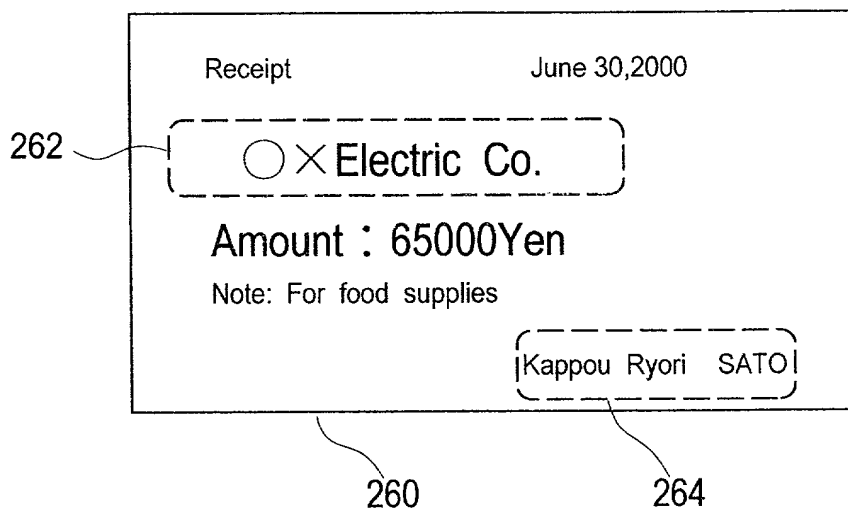 Receipt June 30,2000
262
○×Electric Co.
Amount : 65000Yen
Note: For food supplies
Kappou Ryori SATO
260 264